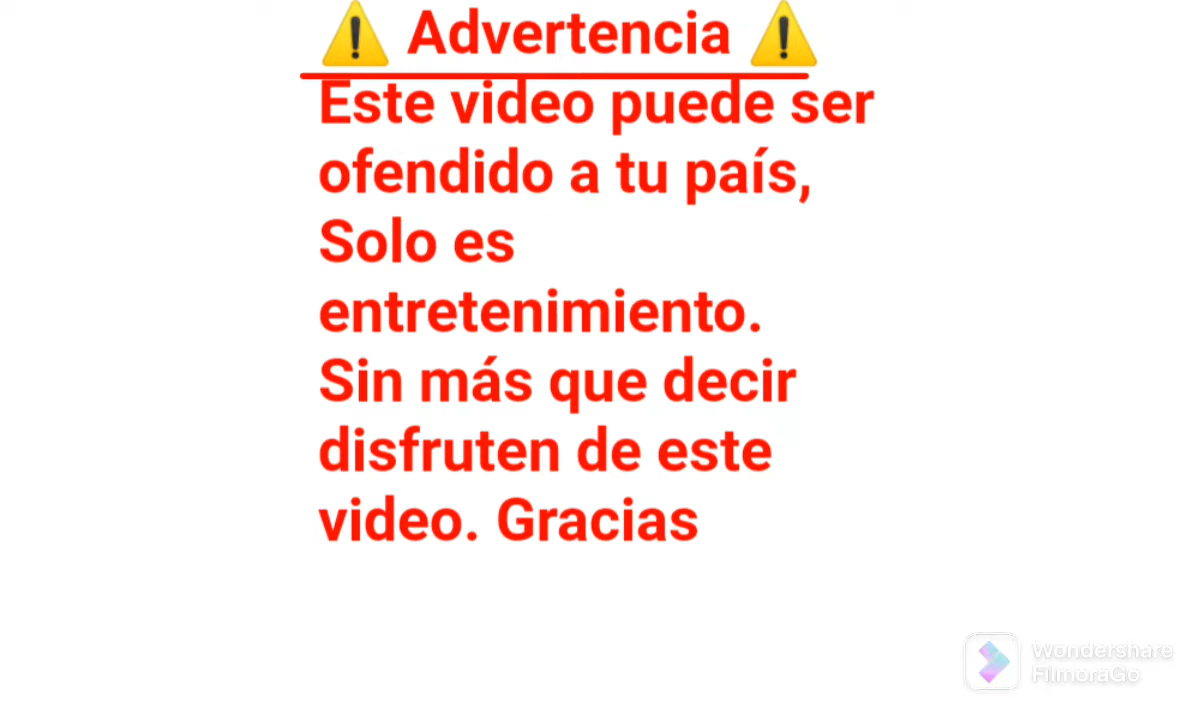 ⚠️ Advertencia ⚠️
Este video puede ser
ofendido a tu país,
Solo es
entretenimiento.
Sin más que decir
disfruten de este
video. Gracias
Wondershare
FilmoraGo